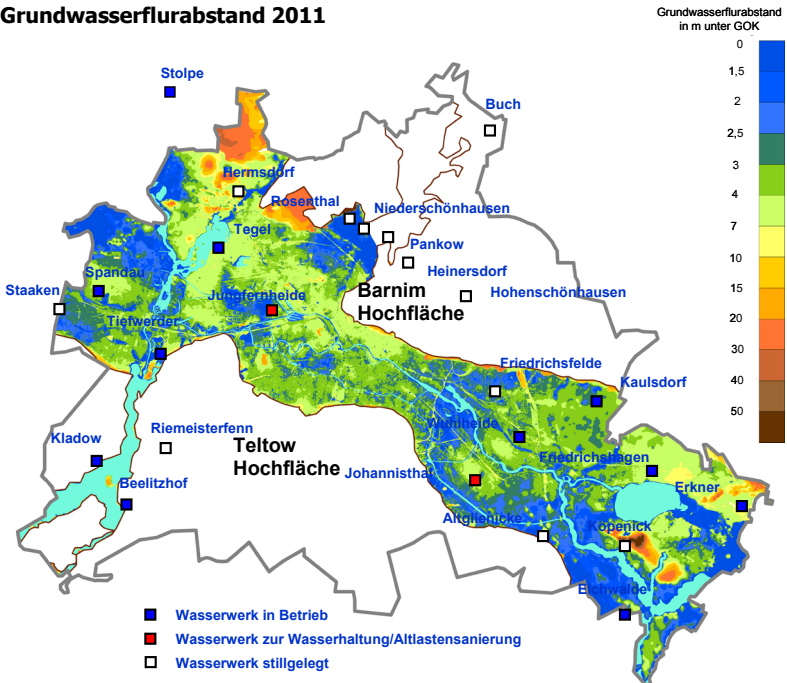 Grundwasserflurabstand 2011
Grundwasserflurabstand
in m unter GOK
0
1,5
2
2,5
3
4
7
10
15
20
30
40
50
Stolpe
Buch
Hermsdorf
Rosenthal
Niederschönhausen
Tegel
Pankow
Heinersdorf
Spandau
Staaken
Jungfernheide
Barnim
Hochfläche
Hohenschönhausen
Tiefwerder
Friedrichsfelde
Kaulsdorf
Wuhlheide
Kladow
Riemeisterfenn
Teltow
Hochfläche
Johannisthal
Friedrichshagen
Beelitzhof
Erkner
Altglienicke
Köpenick
Eichwalde
Wasserwerk in Betrieb
Wasserwerk zur Wasserhaltung/Altlastensanierung
Wasserwerk stillgelegt